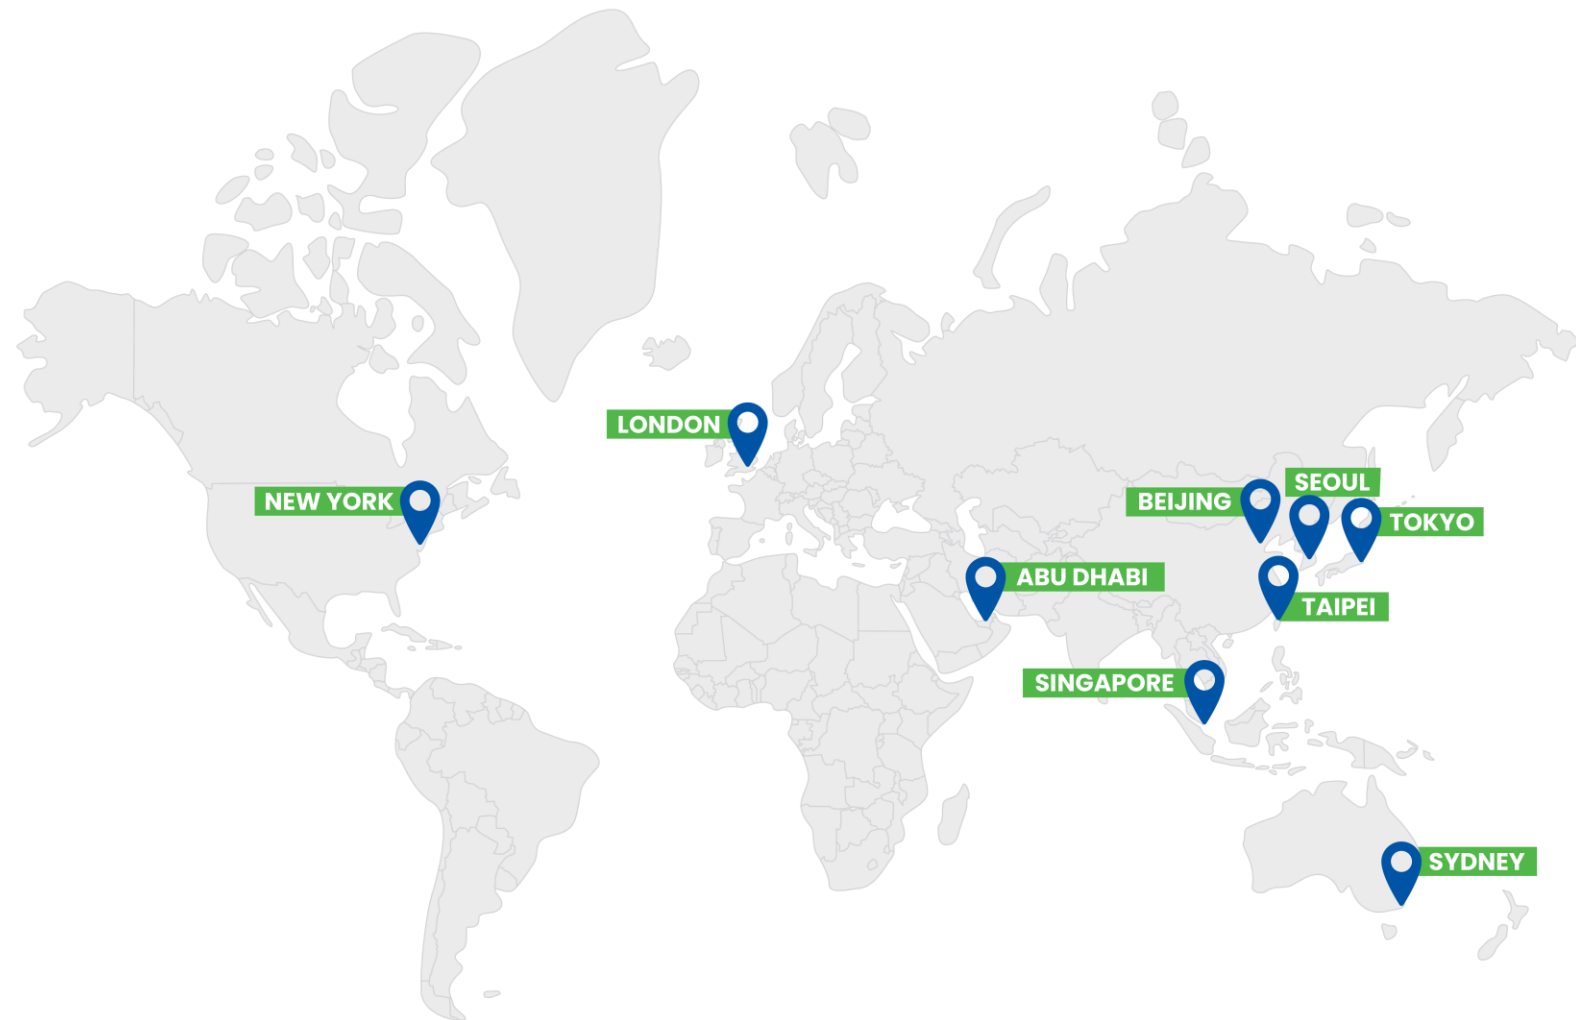 LONDON
SEOUL
NEW YORK
BEIJING
TOKYO
ABU DHABI
TAIPEI
SINGAPORE
SYDNEY